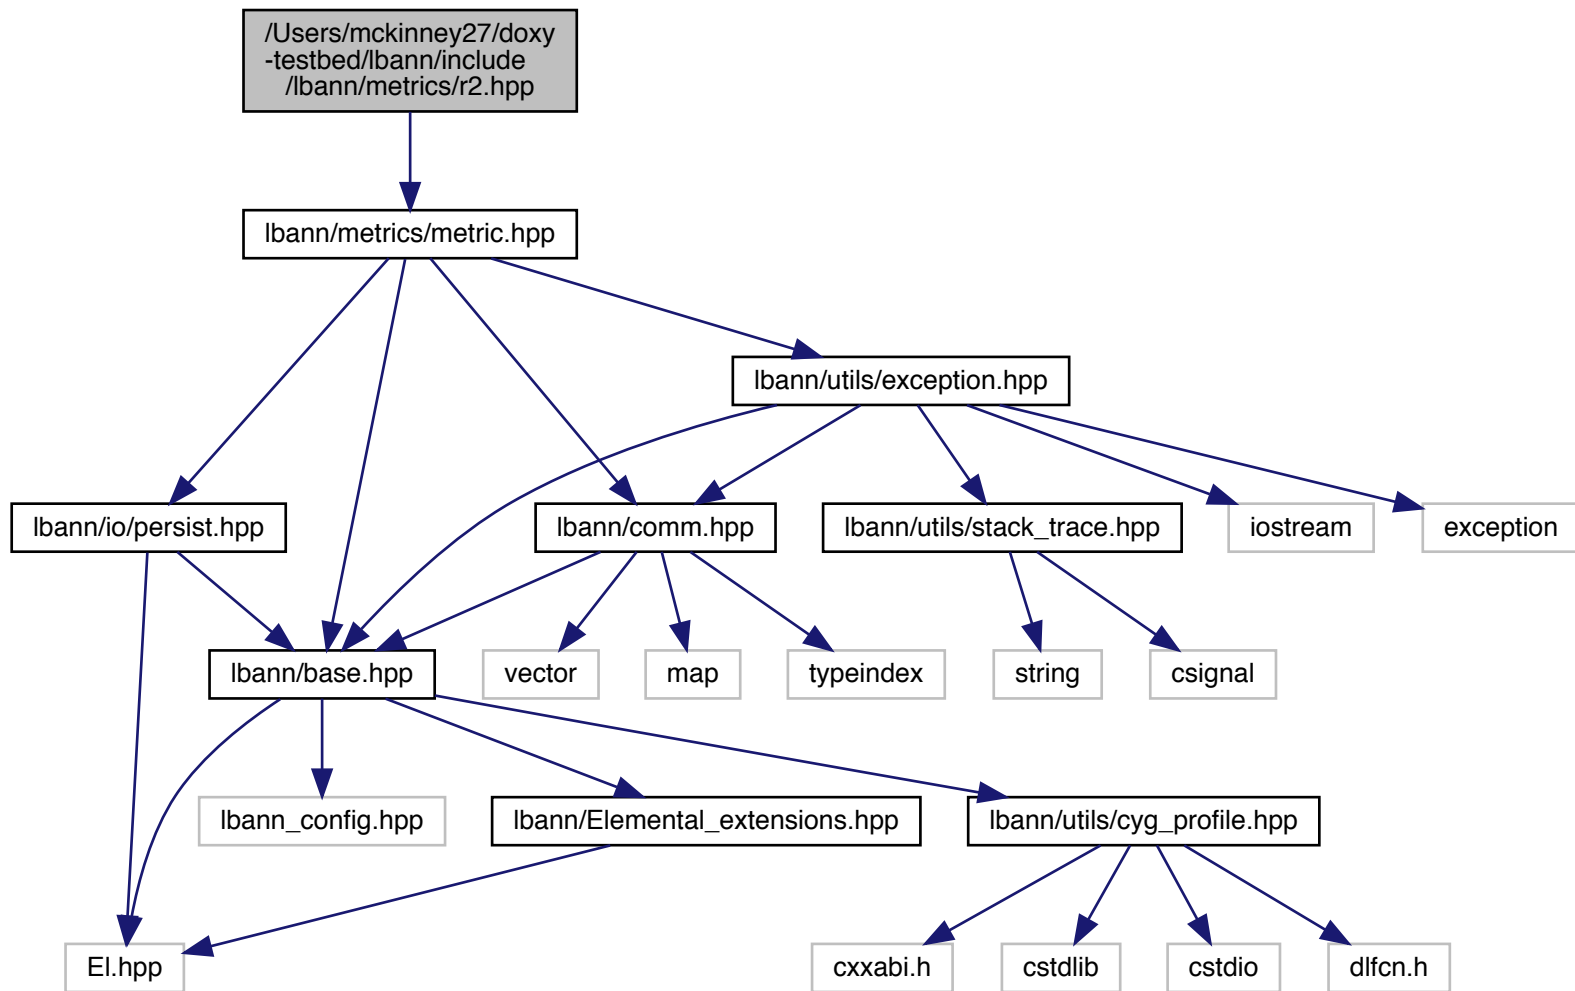 /Users/mckinney27/doxy
-testbed/lbann/include
/lbann/metrics/r2.hpp
lbann/metrics/metric.hpp
lbann/utils/exception.hpp
lbann/io/persist.hpp
lbann/comm.hpp
lbann/utils/stack_trace.hpp
iostream
exception
lbann/base.hpp
vector
map
typeindex
string
csignal
lbann_config.hpp
lbann/Elemental_extensions.hpp
lbann/utils/cyg_profile.hpp
El.hpp
cxxabi.h
cstdlib
cstdio
dlfcn.h